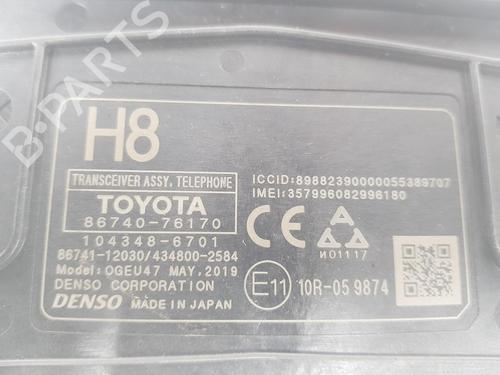 B-PARTS
H8
TRANSCEIVER ASSY, TELEPHONE
TOYOTA
86740-76170
104348-6701
86741-12030/434800-2584
Model:OGEU47 MAY,2019
DENSO CORPORATION
DENSO MADE IN JAPAN
ICCID:89882390000055389707
IMEI:357996082996180
CE
И01117
E11 10R-05 9874